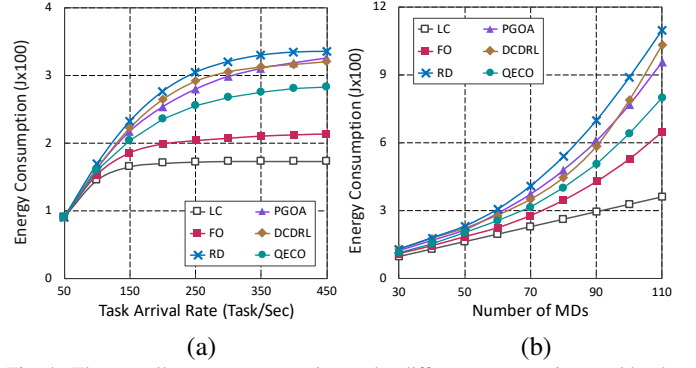 4
3
2
1
0
50
150
250
350
450
Energy Consumption (Jx100)
Task Arrival Rate (Task/Sec)
LC
PGOA
FO
DCDRL
RD
QECO
(a)
12
9
6
3
0
30
50
70
90
110
Energy Consumption (Jx100)
Number of MDs
LC
PGOA
FO
DCDRL
RD
QECO
(b)